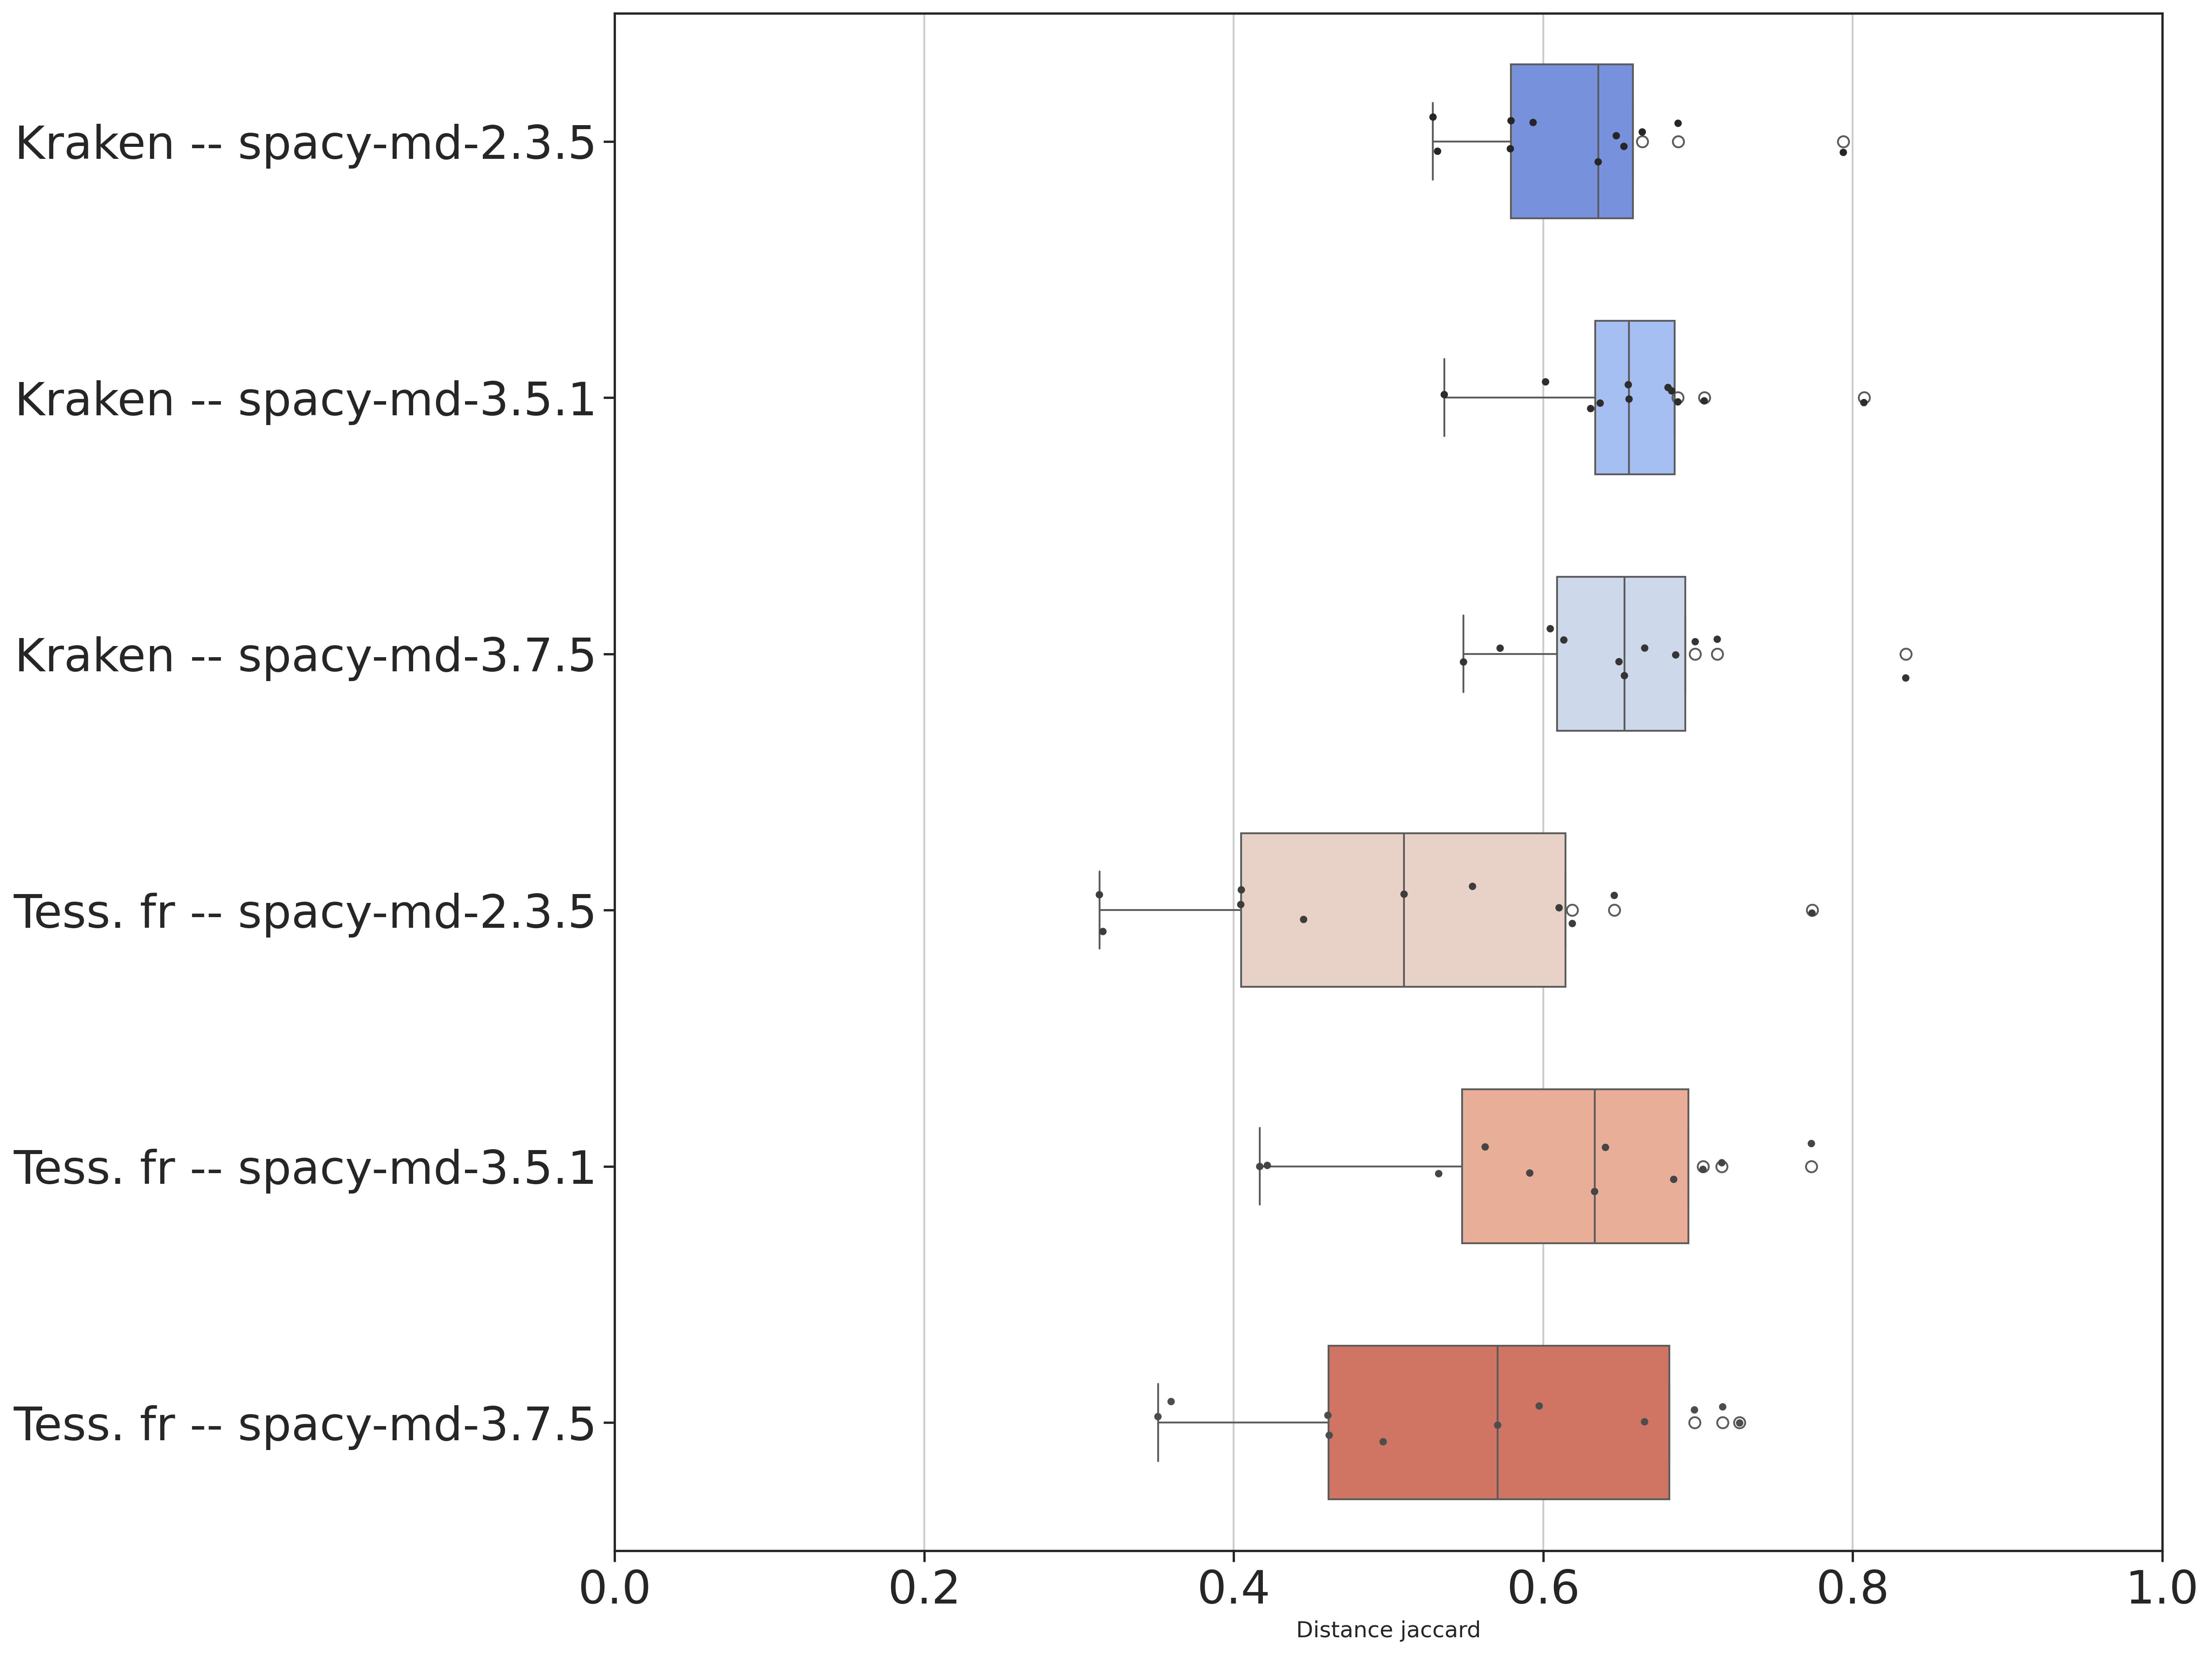 Kraken -- spacy-md-2.3.5
Kraken -- spacy-md-3.5.1
Kraken -- spacy-md-3.7.5
Tess. fr -- spacy-md-2.3.5
Tess. fr -- spacy-md-3.5.1
Tess. fr -- spacy-md-3.7.5
0.0 0.2 0.4 0.6 0.8 1.0
Distance jaccard